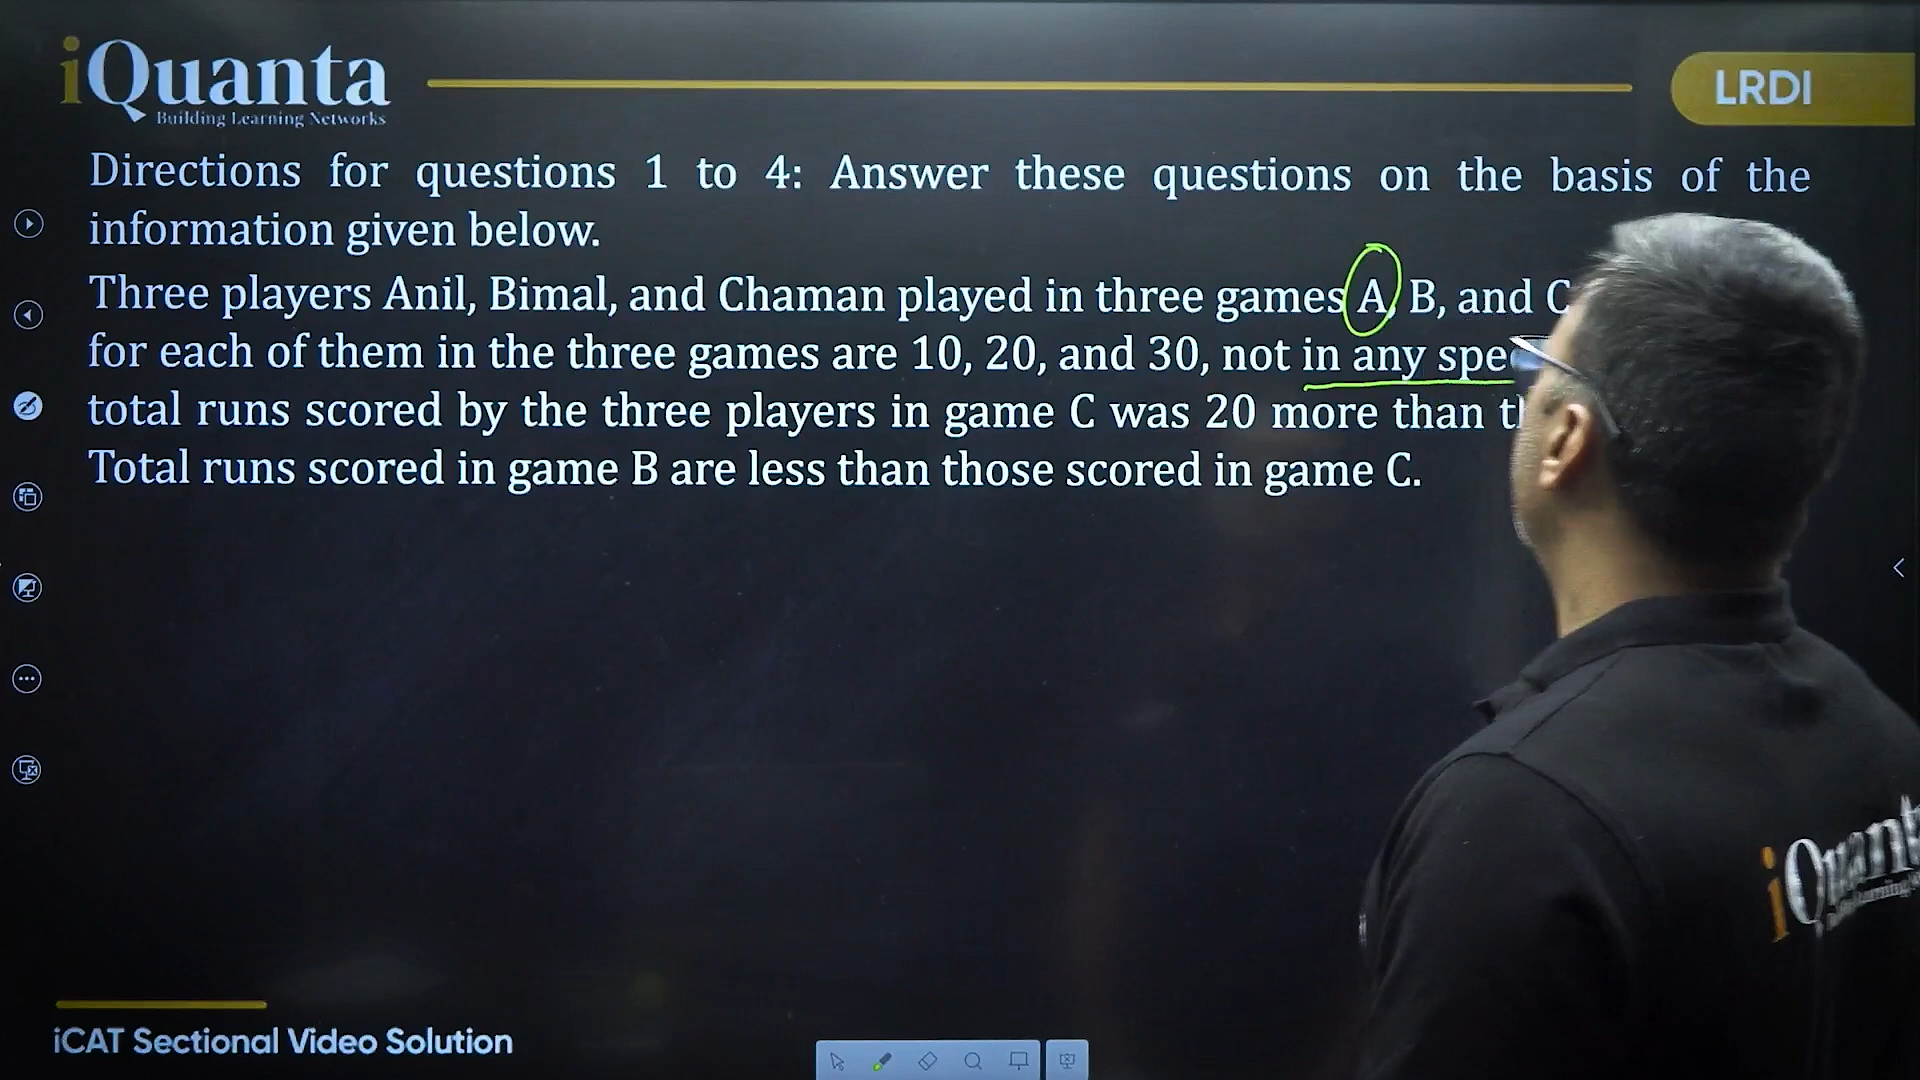 iQuanta
Building Learning Networks
LRDI
Directions for questions 1 to 4: Answer these questions on the basis of the
information given below.
Three players Anil, Bimal, and Chaman played in three games A, B, and C
for each of them in the three games are 10, 20, and 30, not in any
total runs scored by the three players in game C was 20 more than
Total runs scored in game B are less than those scored in game C.
iQuanta
iCAT Sectional Video Solution